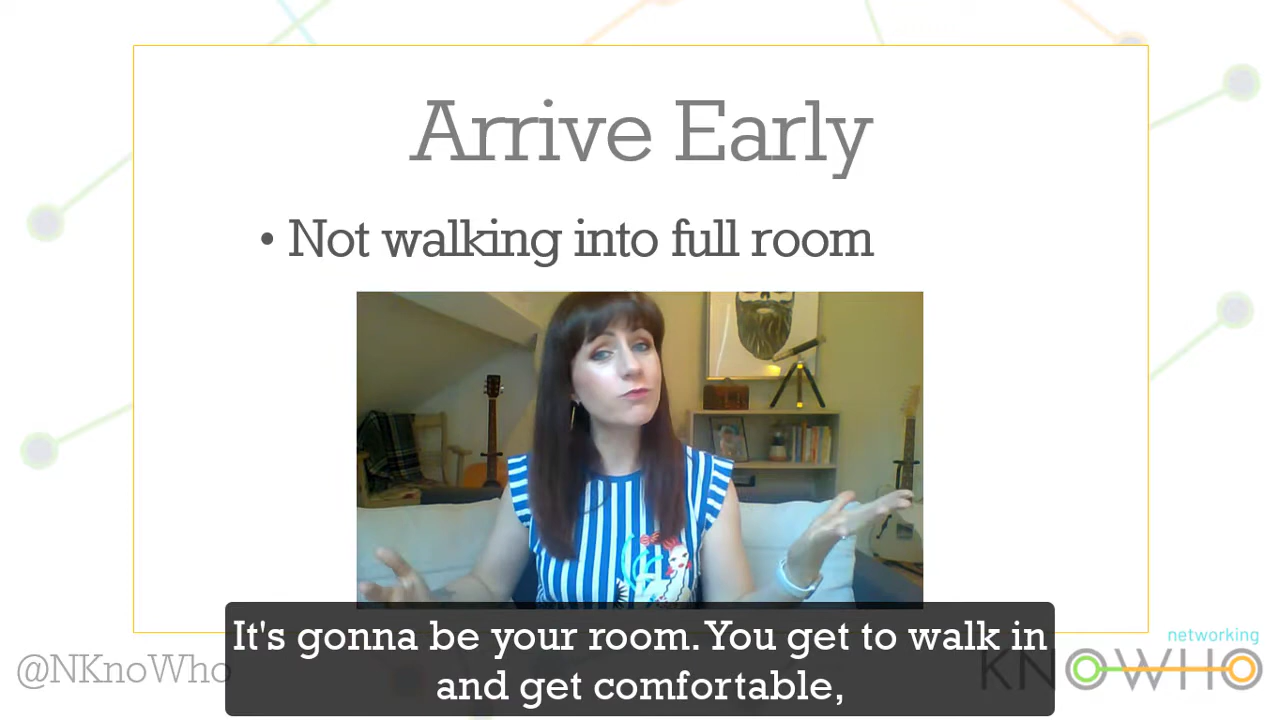 Arrive Early
• Not walking into full room
It's gonna be your room. You get to walk in
and get comfortable,
@NKnoWho
networking
KNOWHO